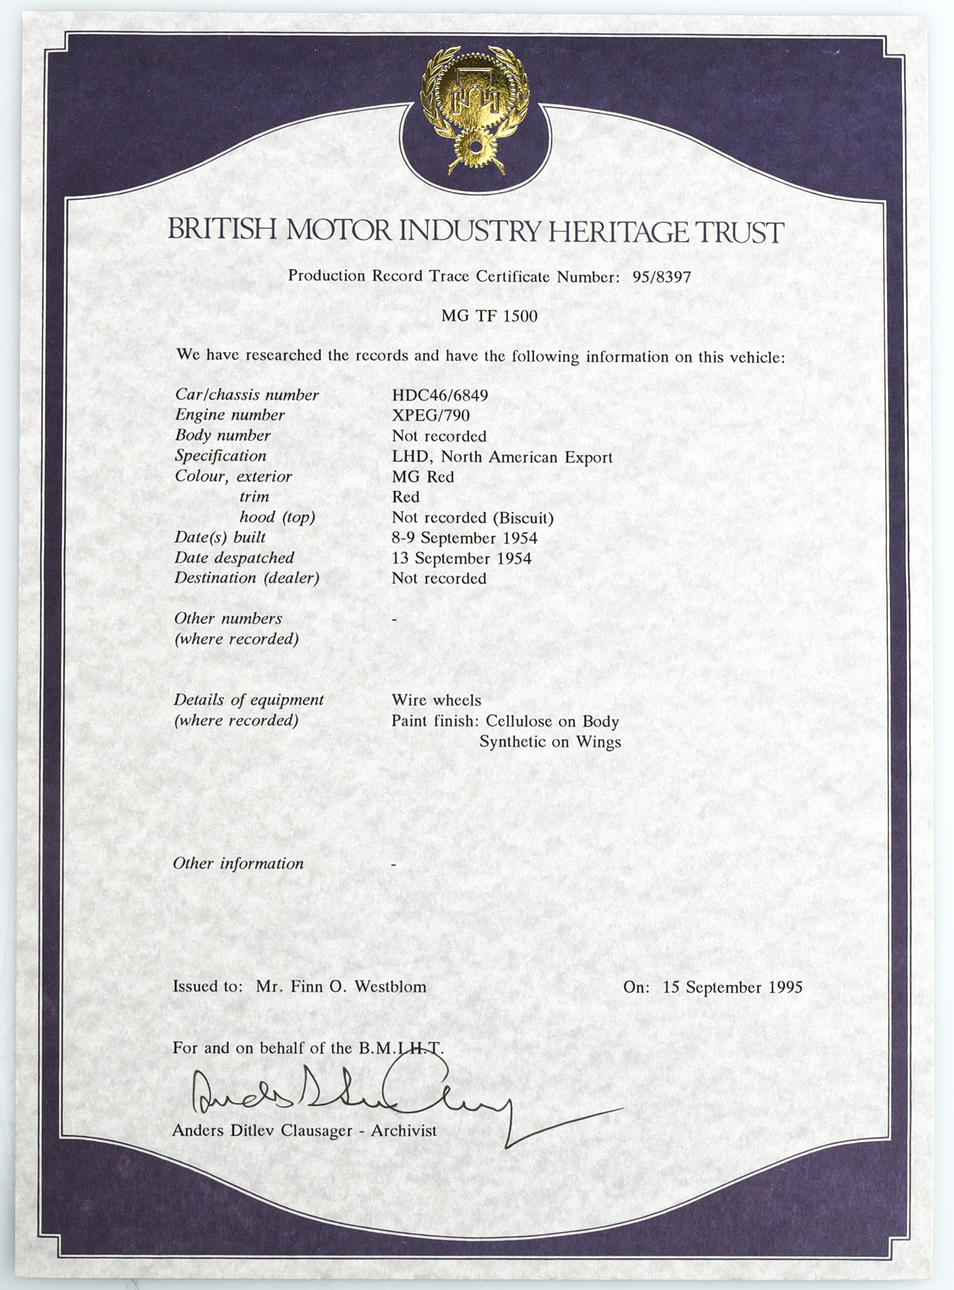 BRITISH MOTOR INDUSTRY HERITAGE TRUST
Production Record Trace Certificate Number: 95/8397
MG TF 1500
We have researched the records and have the following information on this vehicle:
Car/chassis number HDC46/6849
Engine number XPEG/790
Body number Not recorded
Specification LHD, North American Export
Colour, exterior MG Red
trim Red
hood (top) Not recorded (Biscuit)
Date(s) built 8-9 September 1954
Date despatched 13 September 1954
Destination (dealer) Not recorded
Other numbers -
(where recorded)
Details of equipment Wire wheels
(where recorded) Paint finish: Cellulose on Body
Synthetic on Wings
Other information -
Issued to: Mr. Finn O. Westblom On: 15 September 1995
For and on behalf of the B.M.I.H.T.
Anders Ditlev Clausager - Archivist